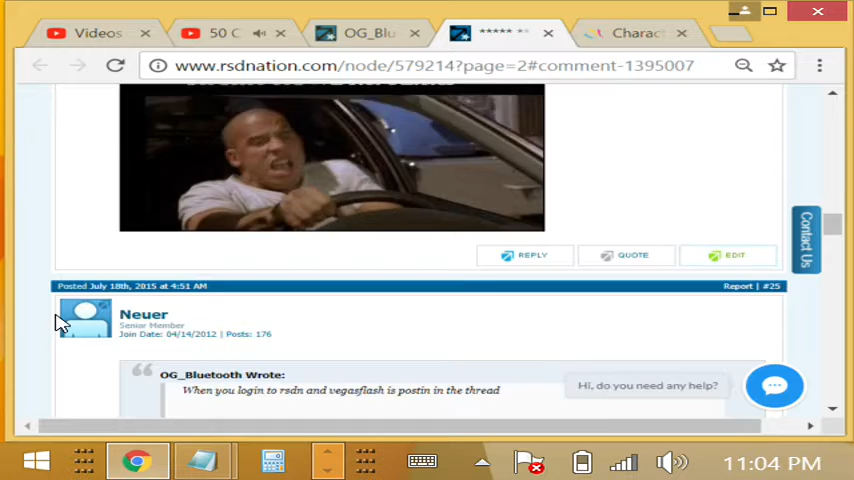 Videos
50 C
OG_Blu
***** *
Charac
www.rsdnation.com/node/579214?page=2#comment-1395007
REPLY
QUOTE
EDIT
Contact Us
Posted July 18th, 2015 at 4:51 AM
Report | #25
Neuer
Senior Member
Join Date: 04/14/2012 | Posts: 176
OG_Bluetooth Wrote:
When you login to rsdn and vegasflash is postin in the thread
Hi, do you need any help?
11:04 PM